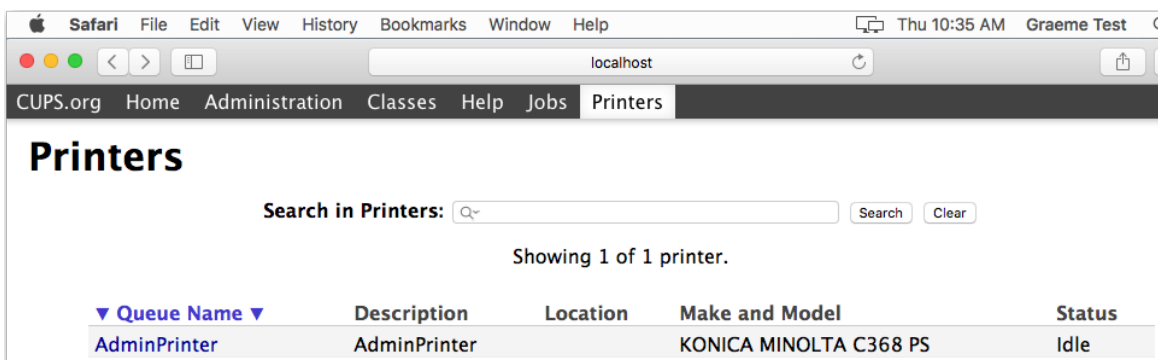 Safari File Edit View History Bookmarks Window Help Thu 10:35 AM Graeme Test
localhost
CUPS.org Home Administration Classes Help Jobs Printers
Printers
Search in Printers: Search Clear
Showing 1 of 1 printer.
▼ Queue Name ▼ Description Location Make and Model Status
AdminPrinter AdminPrinter KONICA MINOLTA C368 PS Idle